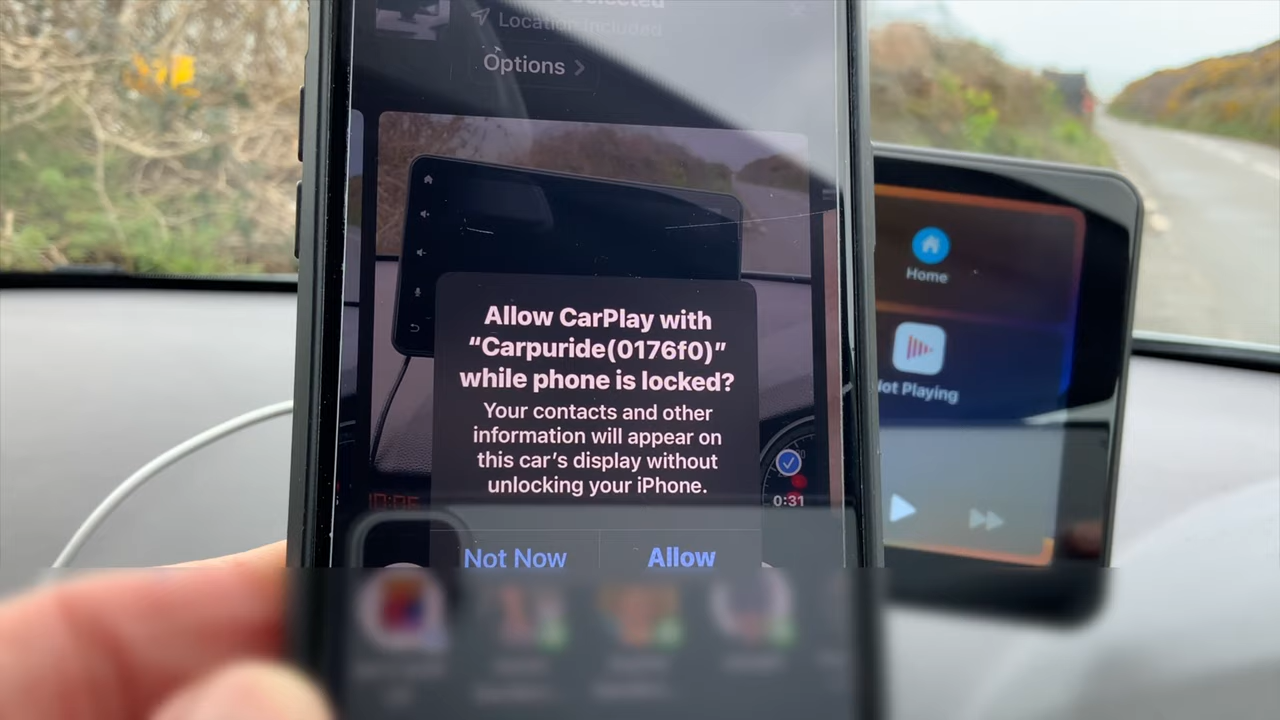 Location Included
Options >
Allow CarPlay with
“Carpuride(0176f0)”
while phone is locked?
Your contacts and other
information will appear on
this car’s display without
unlocking your iPhone.
Not Now
Allow
0:31
Home
Not Playing